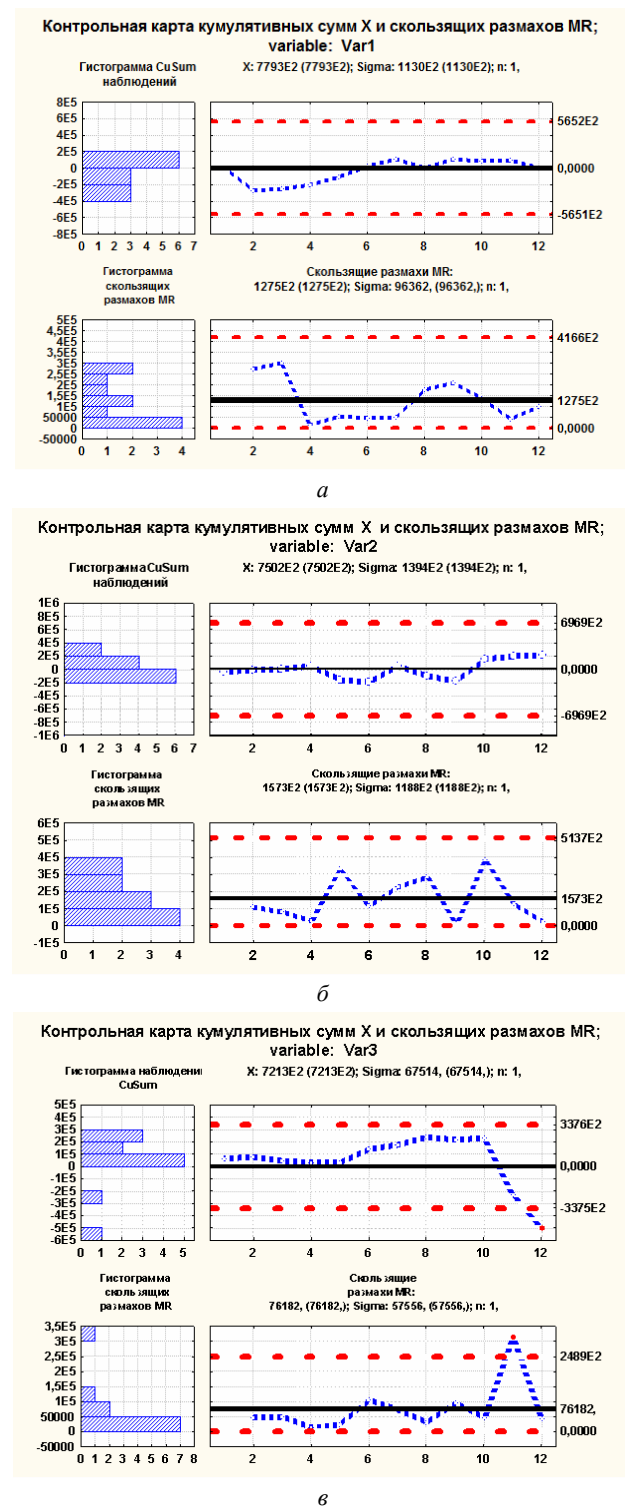 Контрольная карта кумулятивных сумм X и скользящих размахов MR;
variable: Var1
Гистограмма CuSum
наблюдений
X: 7793E2 (7793E2); Sigma: 1130E2 (1130E2); n: 1,
8E5
6E5
4E5
2E5
0
-2E5
-4E5
-6E5
-8E5
0 1 2 3 4 5 6 7
2 4 6 8 10 12
5652E2
0,0000
-5651E2
Гистограмма
скользящих
размахов MR
Скользящие размахи MR:
1275E2 (1275E2); Sigma: 96362, (96362,); n: 1,
5E5
4,5E5
4E5
3,5E5
3E5
2,5E5
2E5
1,5E5
1E5
50000
0
-50000
0 1 2 3 4
2 4 6 8 10 12
4166E2
1275E2
0,0000
а
Контрольная карта кумулятивных сумм X и скользящих размахов MR;
variable: Var2
Гистограмма CuSum
наблюдений
X: 7502E2 (7502E2); Sigma: 1394E2 (1394E2); n: 1,
1E6
8E5
6E5
4E5
2E5
0
-2E5
-4E5
-6E5
-8E5
-1E6
0 1 2 3 4 5 6 7
2 4 6 8 10 12
6969E2
0,0000
-6969E2
Гистограмма
скользящих
размахов MR
Скользящие размахи MR:
1573E2 (1573E2); Sigma: 1188E2 (1188E2); n: 1,
6E5
5E5
4E5
3E5
2E5
1E5
0
-1E5
0 1 2 3 4
2 4 6 8 10 12
5137E2
1573E2
0,0000
б
Контрольная карта кумулятивных сумм X и скользящих размахов MR;
variable: Var3
Гистограмма наблюдени
CuSum
X: 7213E2 (7213E2); Sigma: 67514, (67514,); n: 1,
5E5
4E5
3E5
2E5
1E5
0
-1E5
-2E5
-3E5
-4E5
-5E5
-6E5
0 1 2 3 4 5
2 4 6 8 10 12
3376E2
0,0000
-3375E2
Гистограмма
скользящих
размахов MR
Скользящие
размахи MR:
76182, (76182,); Sigma: 57556, (57556,); n: 1,
3,5E5
3E5
2E5
1,5E5
1E5
50000
0
-50000
0 1 2 3 4 5 6 7 8
2 4 6 8 10 12
2489E2
76182,
0,0000
в